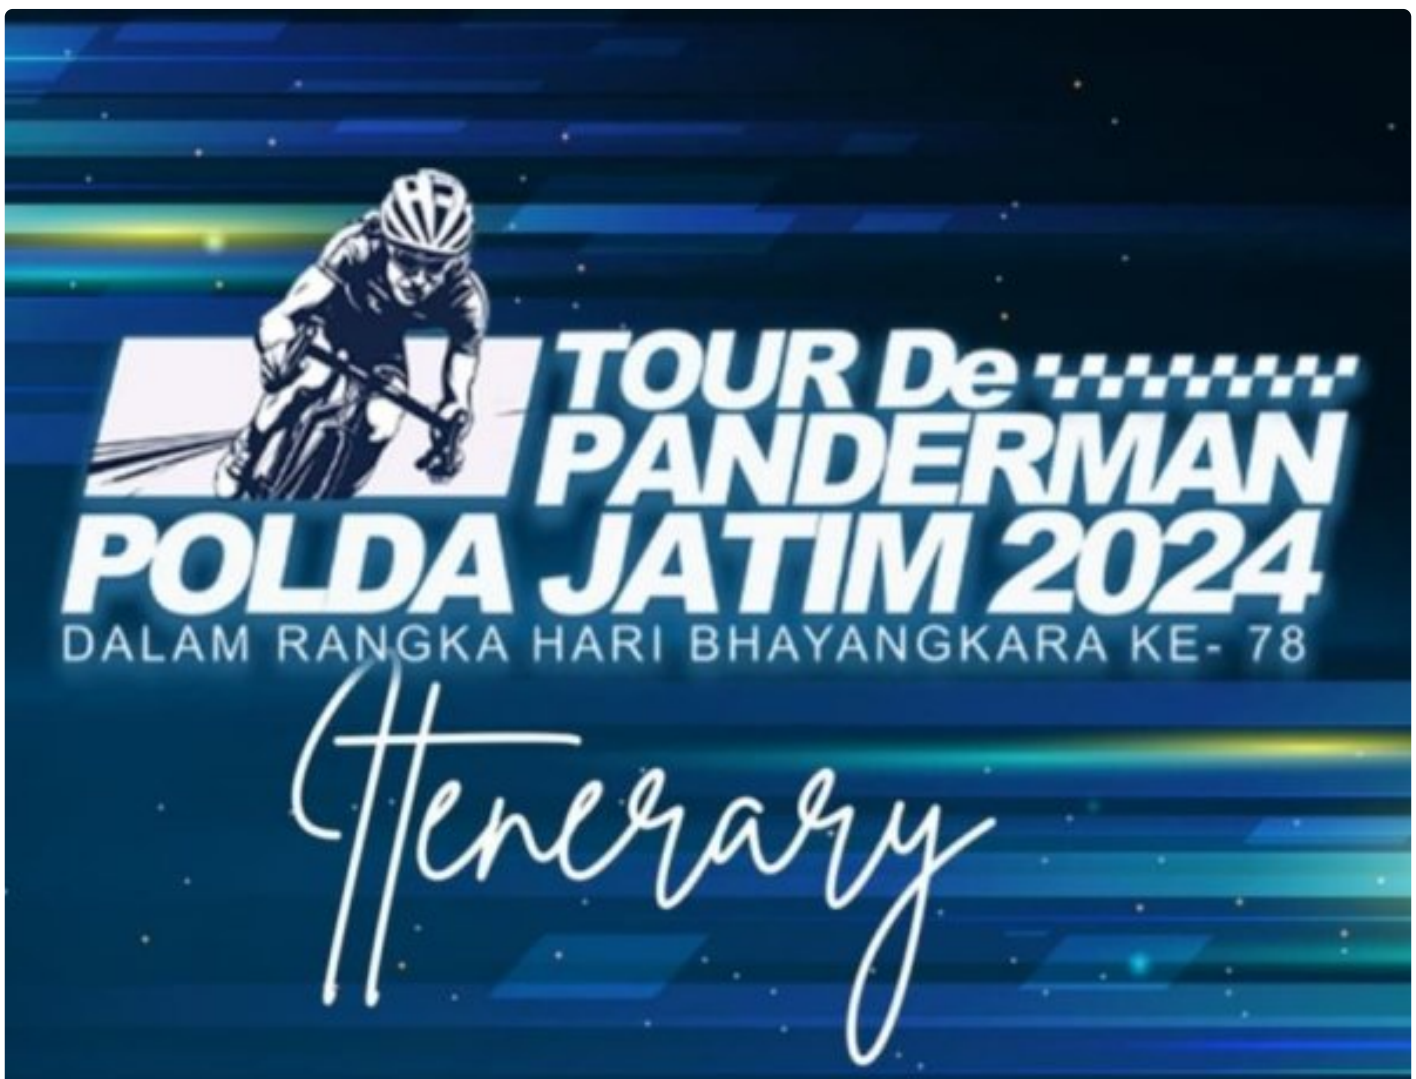 TOUR De
PANDERMAN
POLDA JATIM 2024
DALAM RANGKA HARI BHAYANGKARA KE- 78
Itenerary